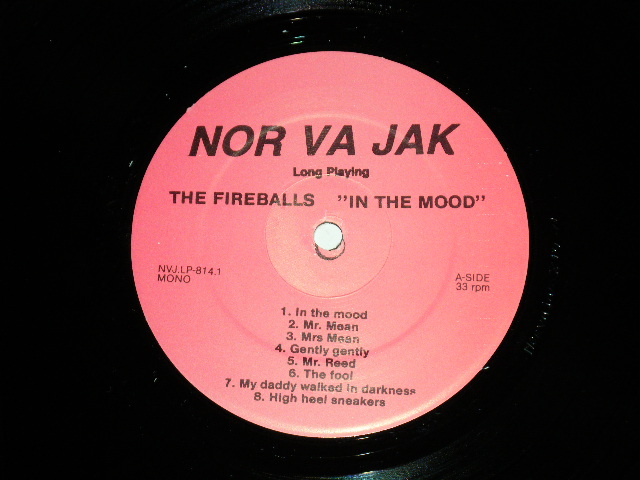 NOR VA JAK
Long Playing
THE FIREBALLS "IN THE MOOD"
NVJ.LP-814.1
MONO
A-SIDE
33 rpm
1. In the mood
2. Mr. Mean
3. Mrs Mean
4. Gently gently
5. Mr. Reed
6. The fool
7. My daddy walked in darkness
8. High heel sneakers